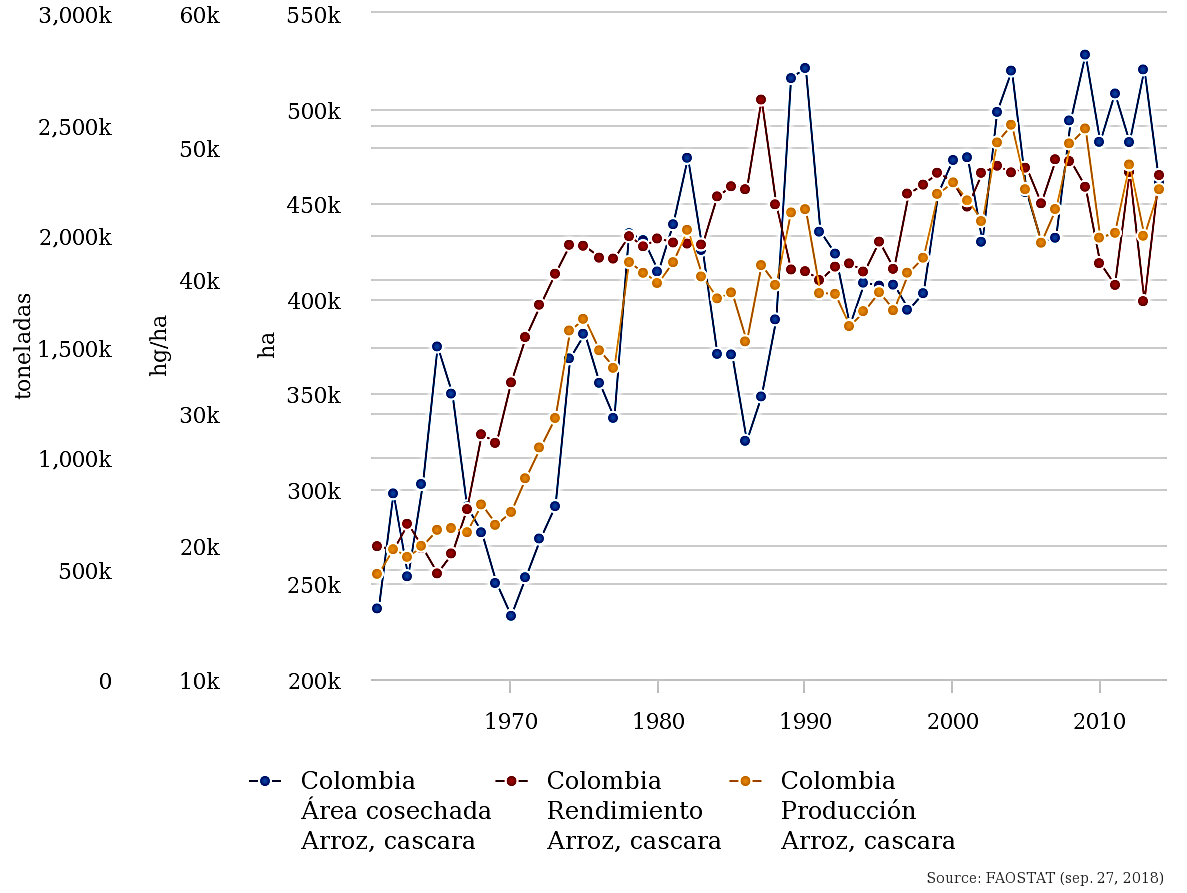 3,000k 60k 550k
500k
2,500k
50k
450k
2,000k
40k
400k
toneladas
hg/ha
ha
1,500k
350k
30k
1,000k
300k
20k
500k
250k
0 10k 200k
1970 1980 1990 2000 2010
Colombia Colombia Colombia
Área cosechada Rendimiento Producción
Arroz, cascara Arroz, cascara Arroz, cascara
Source: FAOSTAT (sep. 27, 2018)